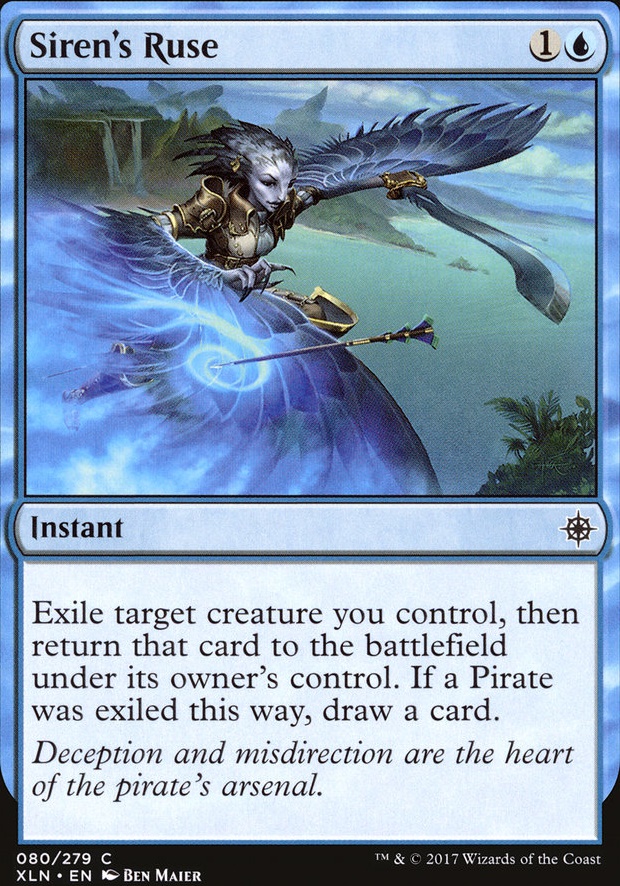 Siren's Ruse 1
Instant
Exile target creature you control, then
return that card to the battlefield
under its owner's control. If a Pirate
was exiled this way, draw a card.
Deception and misdirection are the heart
of the pirate's arsenal.
080/279 C
XLN • EN Ben Maier
™ & © 2017 Wizards of the Coast